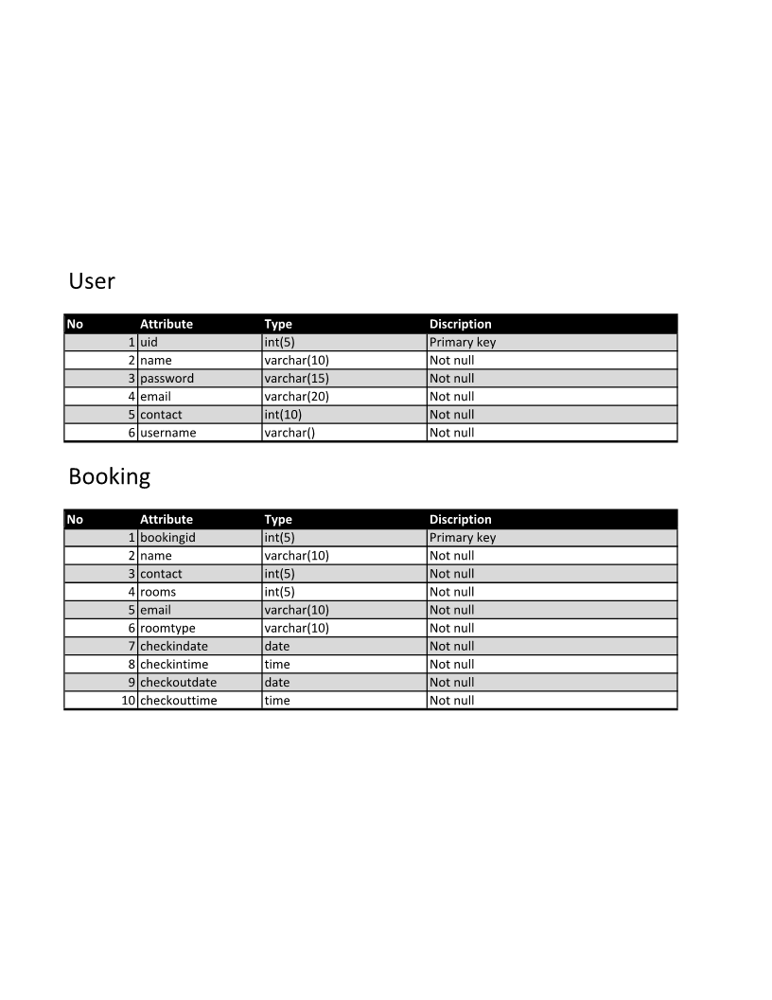 User
No Attribute Type Discription
1 uid int(5) Primary key
2 name varchar(10) Not null
3 password varchar(15) Not null
4 email varchar(20) Not null
5 contact int(10) Not null
6 username varchar() Not null
Booking
No Attribute Type Discription
1 bookingid int(5) Primary key
2 name varchar(10) Not null
3 contact int(5) Not null
4 rooms int(5) Not null
5 email varchar(10) Not null
6 roomtype varchar(10) Not null
7 checkindate date Not null
8 checkintime time Not null
9 checkoutdate date Not null
10 checkouttime time Not null